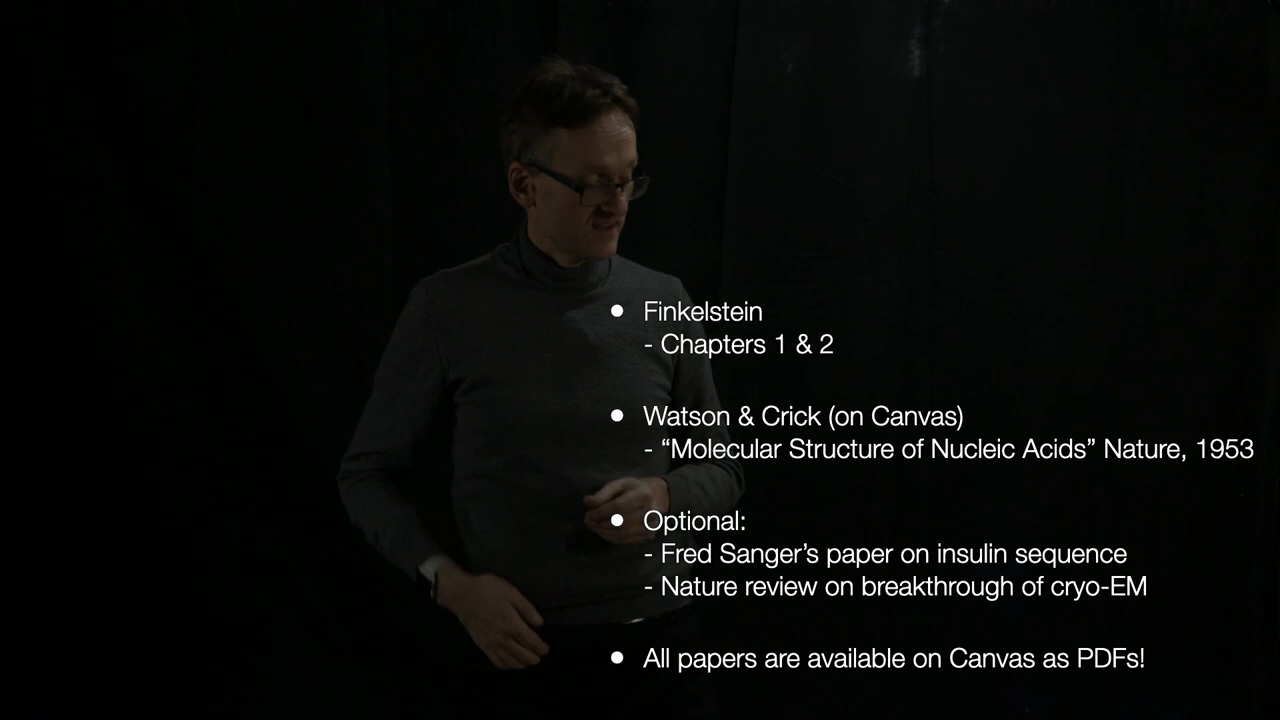 • Finkelstein
- Chapters 1 & 2
• Watson & Crick (on Canvas)
- “Molecular Structure of Nucleic Acids” Nature, 1953
• Optional:
- Fred Sanger’s paper on insulin sequence
- Nature review on breakthrough of cryo-EM
• All papers are available on Canvas as PDFs!